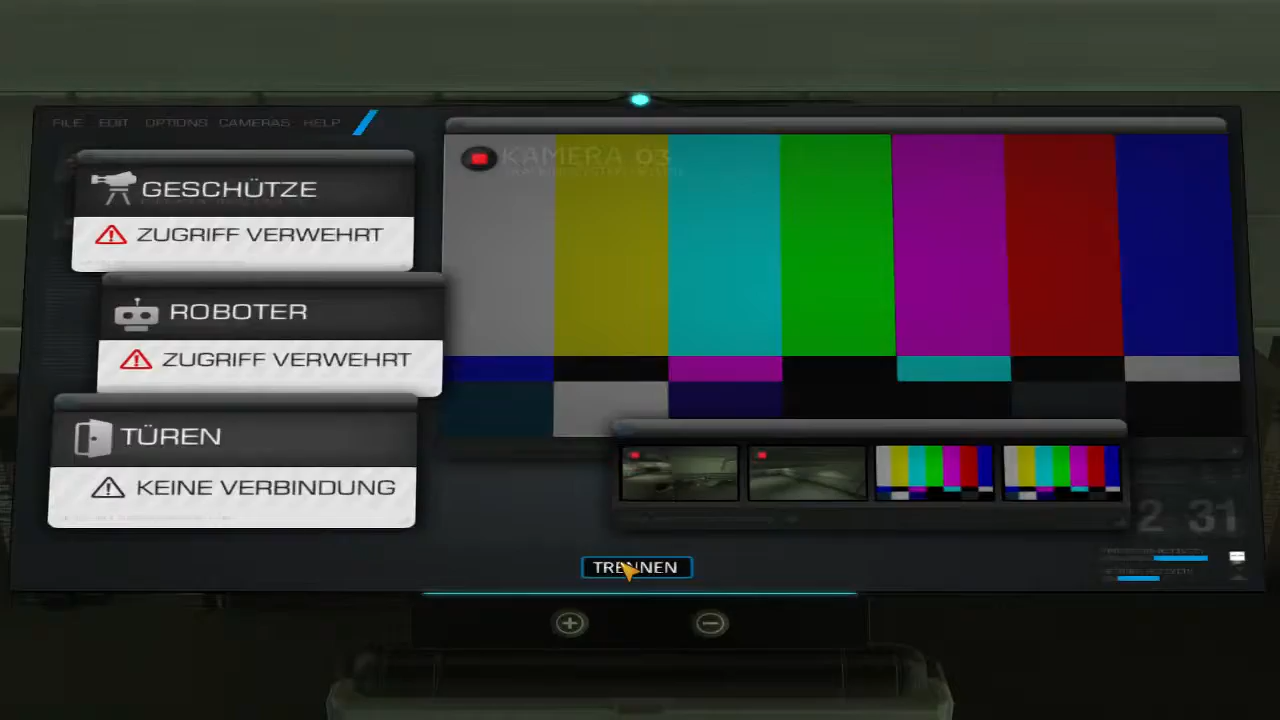 FILE EDIT OPTIONS CAMERAS HELP
KAMERA 03
GESCHÜTZE
ZUGRIFF VERWEHRT
ROBOTER
ZUGRIFF VERWEHRT
TÜREN
KEINE VERBINDUNG
2 31
TRENNEN